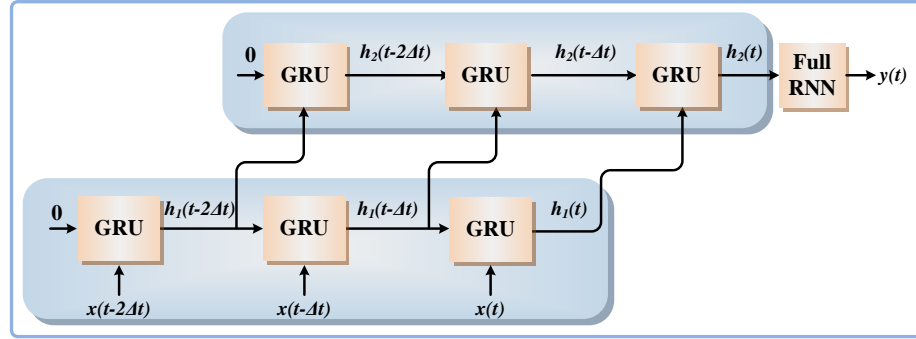 0
GRU
h₂(t-2Δt)
GRU
h₂(t-Δt)
GRU
h₂(t)
Full
RNN
y(t)
0
GRU
h₁(t-2Δt)
GRU
h₁(t-Δt)
GRU
h₁(t)
x(t-2Δt)
x(t-Δt)
x(t)